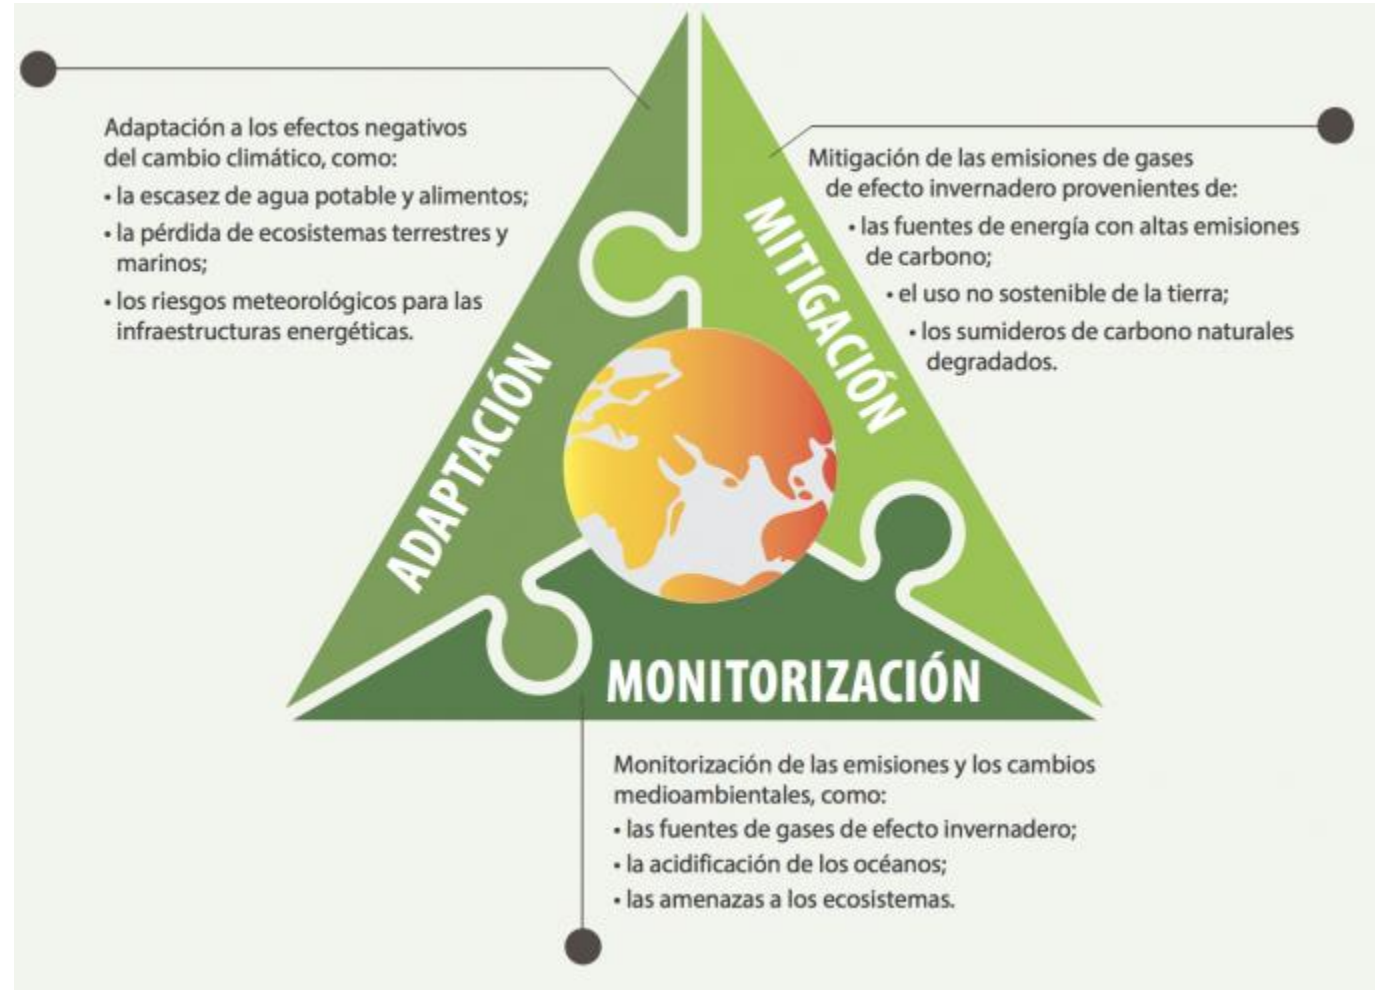 Adaptación a los efectos negativos
del cambio climático, como:
• la escasez de agua potable y alimentos;
• la pérdida de ecosistemas terrestres y
marinos;
• los riesgos meteorológicos para las
infraestructuras energéticas.
ADAPTACIÓN
MITIGACIÓN
Mitigación de las emisiones de gases
de efecto invernadero provenientes de:
• las fuentes de energía con altas emisiones
de carbono;
• el uso no sostenible de la tierra;
• los sumideros de carbono naturales
degradados.
MONITORIZACIÓN
Monitorización de las emisiones y los cambios
medioambientales, como:
• las fuentes de gases de efecto invernadero;
• la acidificación de los océanos;
• las amenazas a los ecosistemas.